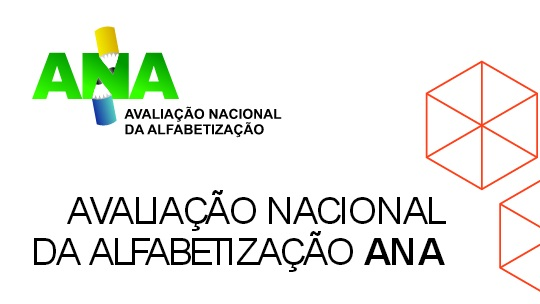 ANA
AVALIAÇÃO NACIONAL
DA ALFABETIZAÇÃO
AVALIAÇÃO NACIONAL
DA ALFABETIZAÇÃO ANA